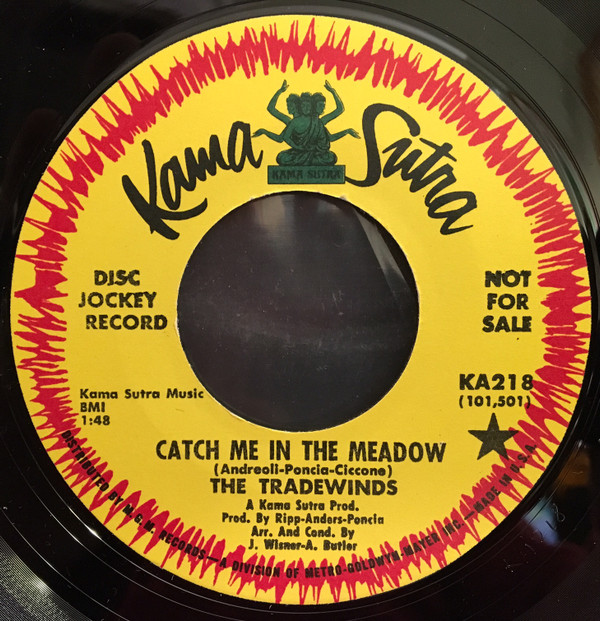 Kama Sutra
KAMA SUTRA
DISC
JOCKEY
RECORD
NOT
FOR
SALE
Kama Sutra Music
BMI
1:48
KA218
(101,501)
CATCH ME IN THE MEADOW
(Andreoli-Poncia-Ciccone)
THE TRADEWINDS
A Kama Sutra Prod.
Prod. By Ripp-Anders-Poncia
Arr. And Cond. By
J. Wisner-A. Butler
DISTRIBUTED BY M.G.M. RECORDS—A DIVISION OF METRO-GOLDWYN-MAYER INC.—MADE IN U.S.A.